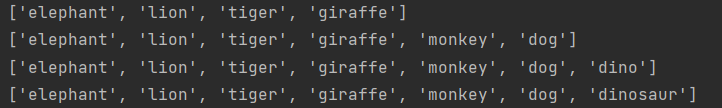 ['elephant', 'lion', 'tiger', 'giraffe']
['elephant', 'lion', 'tiger', 'giraffe', 'monkey', 'dog']
['elephant', 'lion', 'tiger', 'giraffe', 'monkey', 'dog', 'dino']
['elephant', 'lion', 'tiger', 'giraffe', 'monkey', 'dog', 'dinosaur']